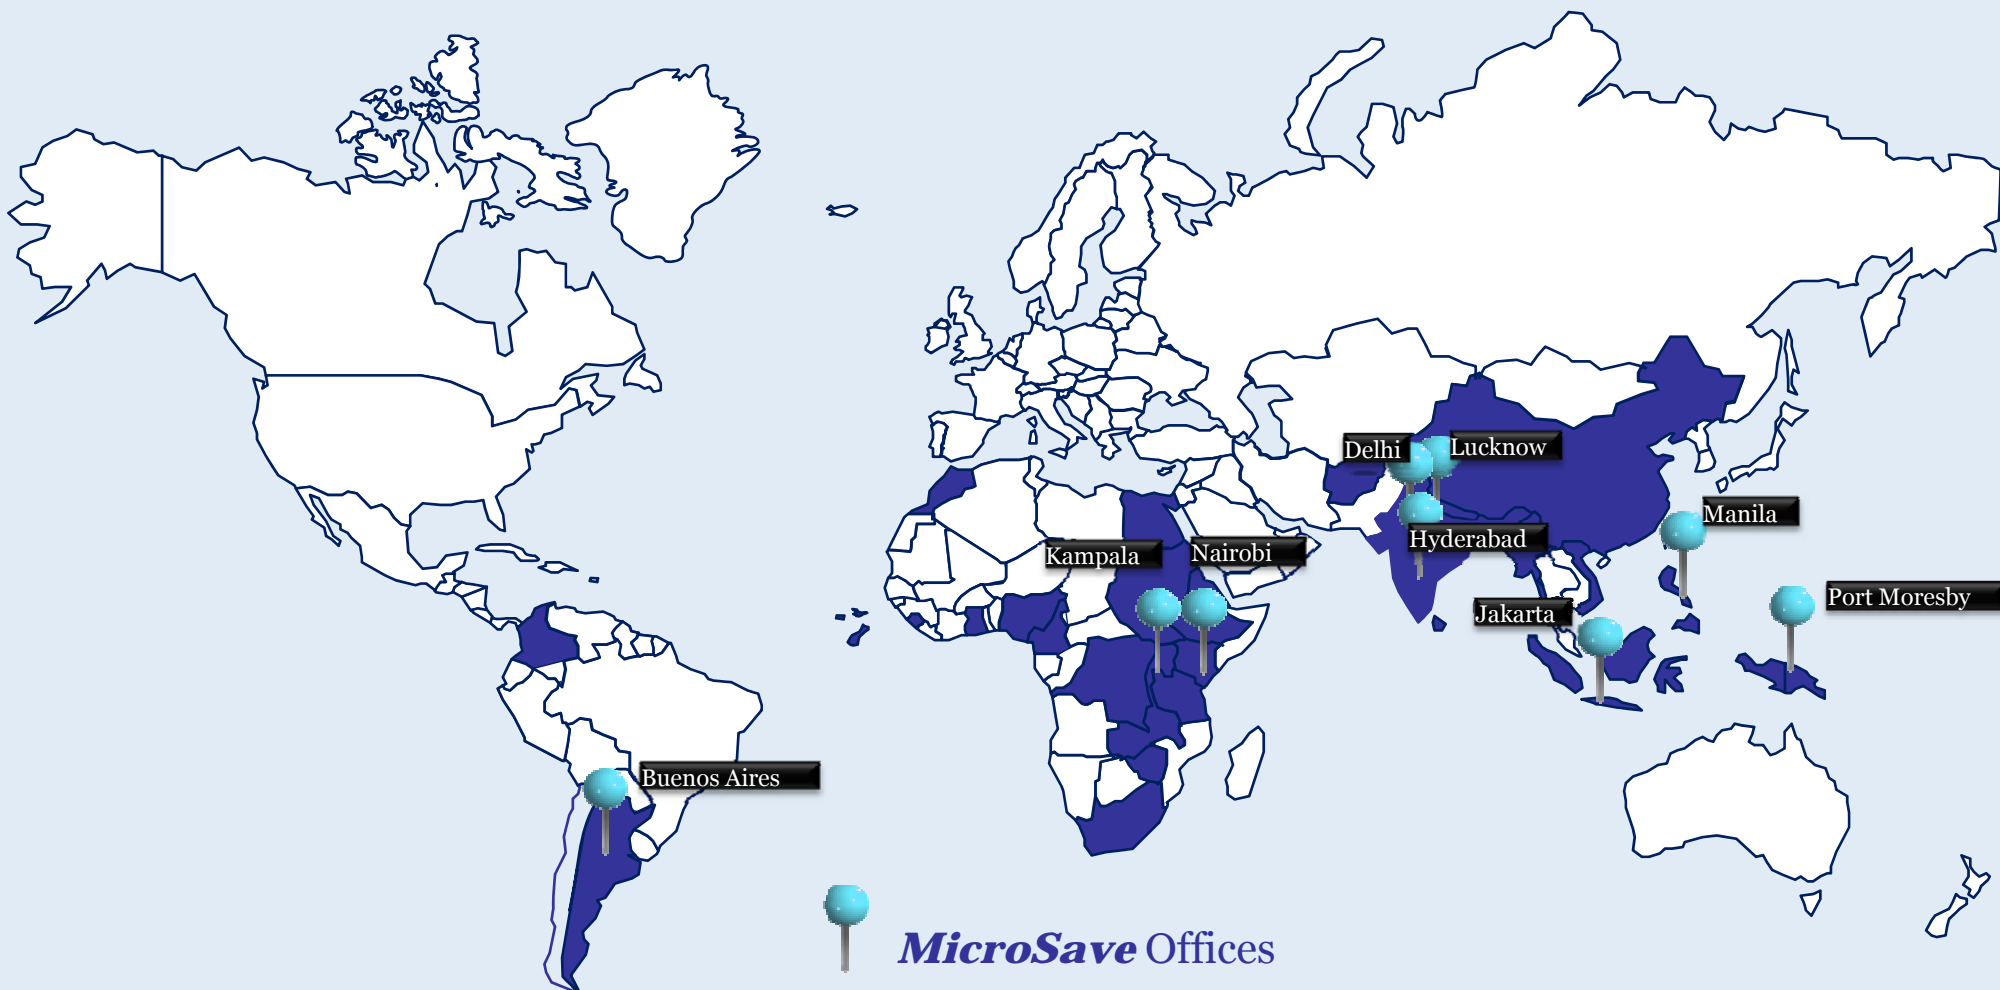 Delhi
Lucknow
Manila
Hyderabad
Kampala
Nairobi
Port Moresby
Jakarta
Buenos Aires
MicroSave Offices